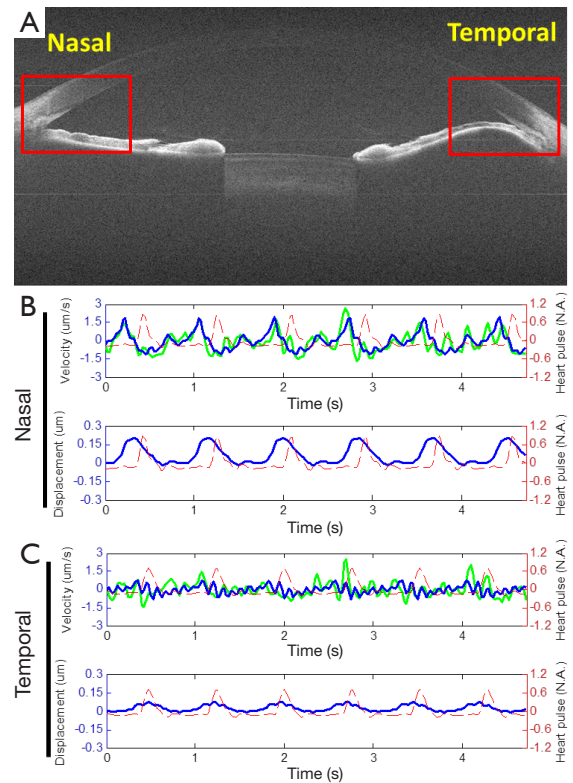 A
Nasal
Temporal
B
Nasal
Velocity (um/s)
3
1.5
0
-1.5
-3
1.2
0.6
0
-0.6
-1.2
Heart pulse (N.A.)
0 1 2 3 4
Time (s)
Displacement (um)
0.3
0.15
0
-0.15
-0.3
1.2
0.6
0
-0.6
-1.2
Heart pulse (N.A.)
0 1 2 3 4
Time (s)
C
Temporal
Velocity (um/s)
3
1.5
0
-1.5
-3
1.2
0.6
0
-0.6
-1.2
Heart pulse (N.A.)
0 1 2 3 4
Time (s)
Displacement (um)
0.3
0.15
0
-0.15
-0.3
1.2
0.6
0
-0.6
-1.2
Heart pulse (N.A.)
0 1 2 3 4
Time (s)